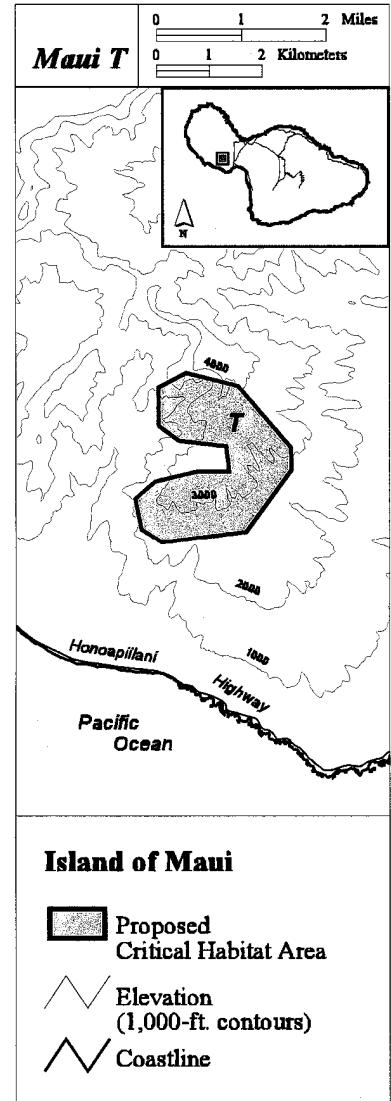 Maui T
0 1 2 Miles
0 1 2 Kilometers
N
4000
T
3000
2000
1000
Honoapiilani
Highway
Pacific
Ocean
Island of Maui
Proposed
Critical Habitat Area
Elevation
(1,000-ft. contours)
Coastline